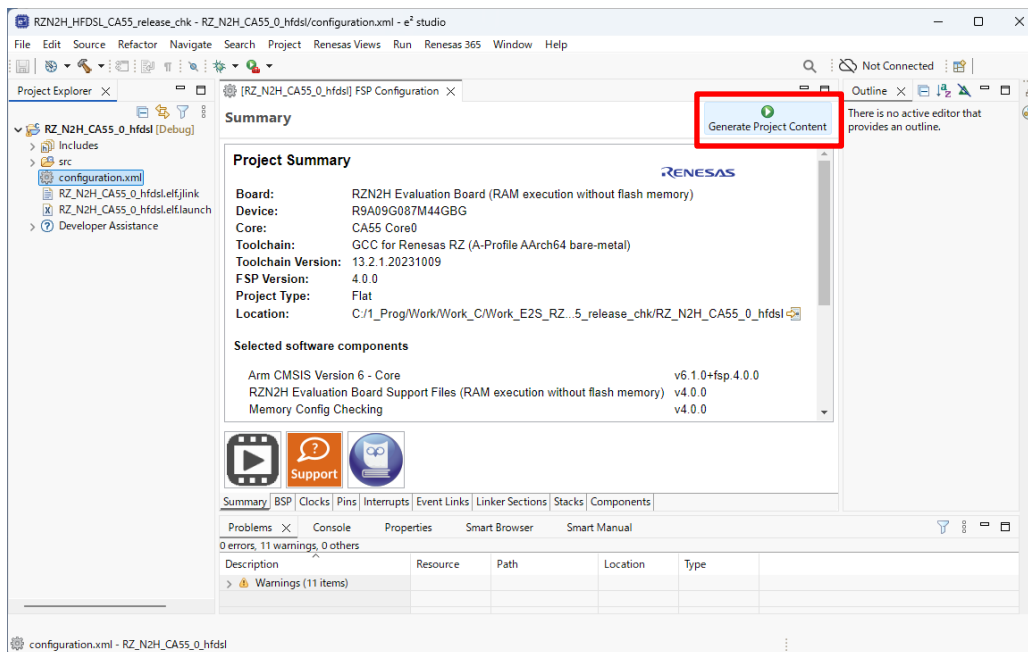 RZN2H_HFDSL_CA55_release_chk - RZ_N2H_CA55_0_hfdsl/configuration.xml - e² studio
File Edit Source Refactor Navigate Search Project Renesas Views Run Renesas 365 Window Help
Not Connected
Project Explorer
RZ_N2H_CA55_0_hfdsl [Debug]
Includes
src
configuration.xml
RZ_N2H_CA55_0_hfdsl.elf.jlink
RZ_N2H_CA55_0_hfdsl.elf.launch
Developer Assistance
[RZ_N2H_CA55_0_hfdsl] FSP Configuration
Summary
Generate Project Content
Project Summary
RENESAS
Board: RZN2H Evaluation Board (RAM execution without flash memory)
Device: R9A09G087M44GBG
Core: CA55 Core0
Toolchain: GCC for Renesas RZ (A-Profile AArch64 bare-metal)
Toolchain Version: 13.2.1.20231009
FSP Version: 4.0.0
Project Type: Flat
Location: C:/1_Prog/Work/Work_C/Work_E2S_RZ...5_release_chk/RZ_N2H_CA55_0_hfdsl
Selected software components
Arm CMSIS Version 6 - Core v6.1.0+fsp.4.0.0
RZN2H Evaluation Board Support Files (RAM execution without flash memory) v4.0.0
Memory Config Checking v4.0.0
Support
Summary BSP Clocks Pins Interrupts Event Links Linker Sections Stacks Components
Outline
There is no active editor that
provides an outline.
Problems Console Properties Smart Browser Smart Manual
0 errors, 11 warnings, 0 others
Description Resource Path Location Type
Warnings (11 items)
configuration.xml - RZ_N2H_CA55_0_hfdsl